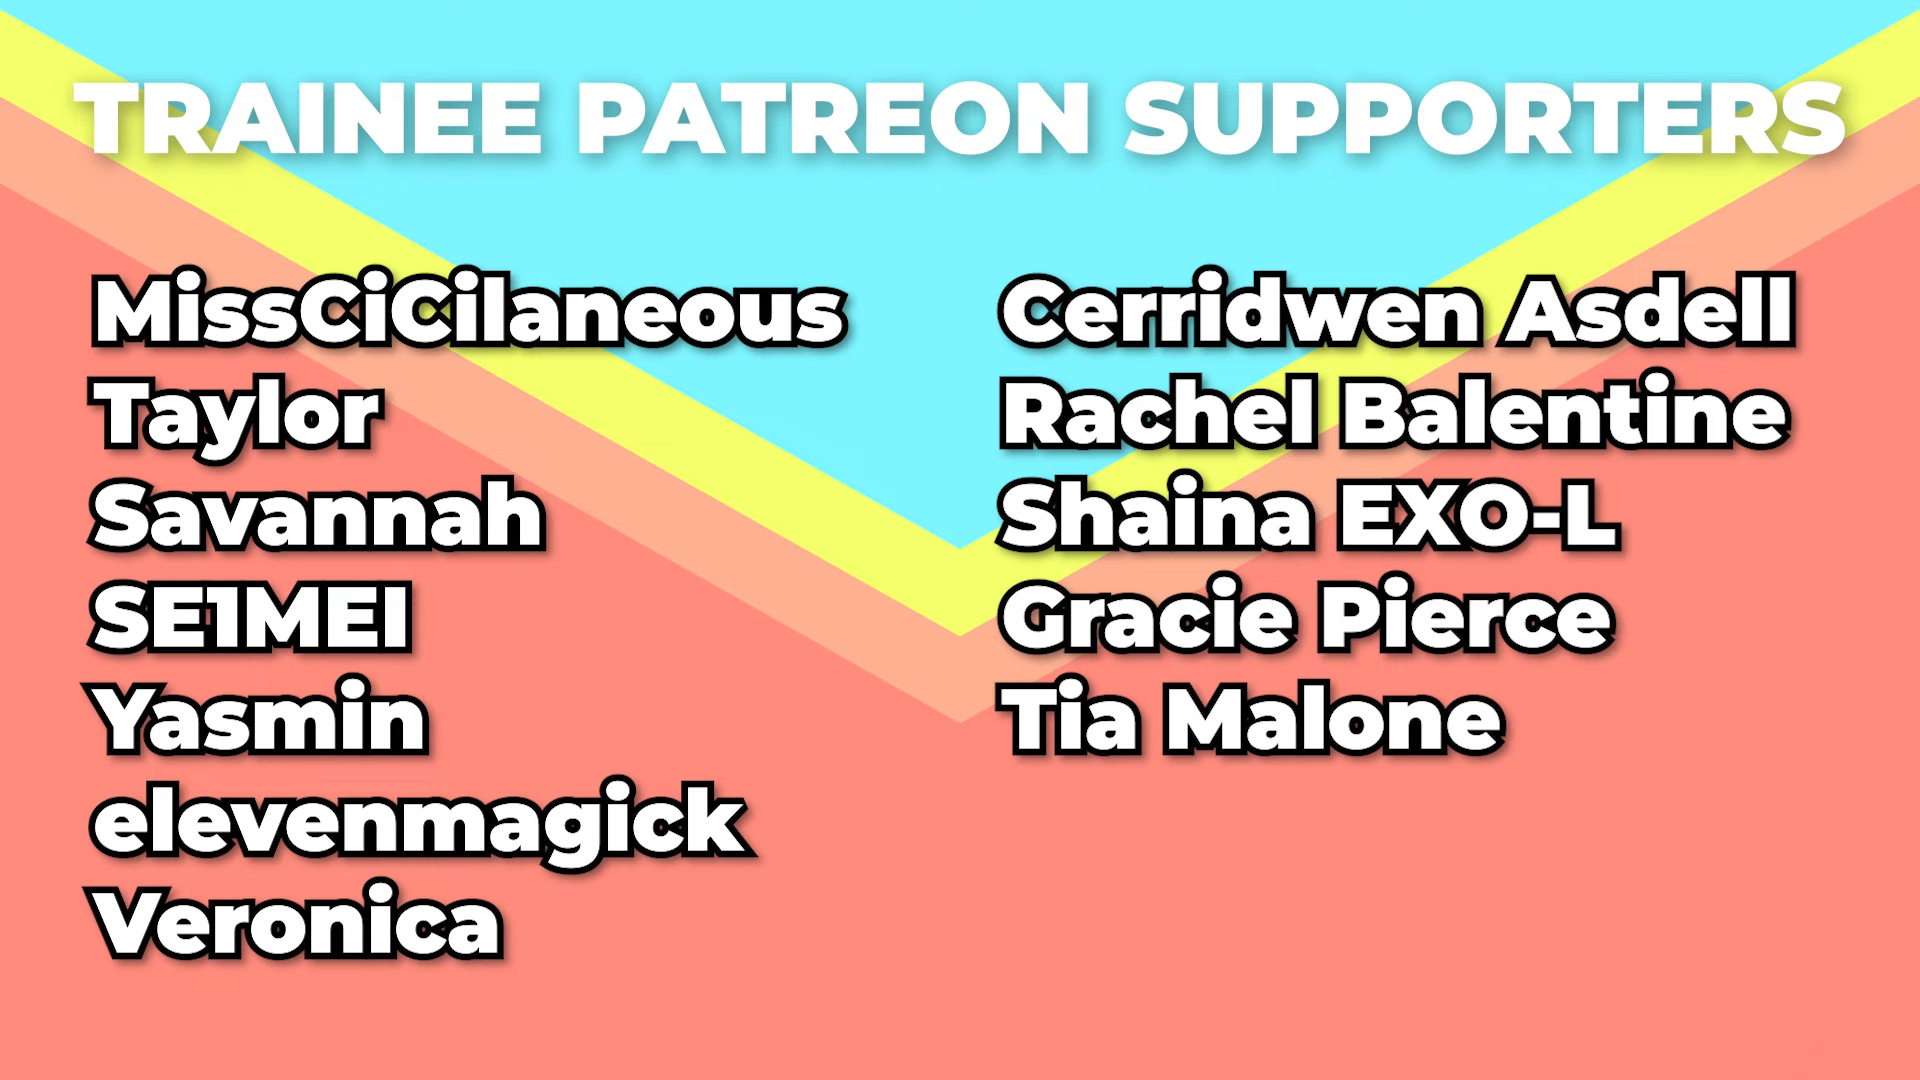 TRAINEE PATREON SUPPORTERS
MissCiCilaneous
Taylor
Savannah
SE1MEI
Yasmin
elevenmagick
Veronica
Cerridwen Asdell
Rachel Balentine
Shaina EXO-L
Gracie Pierce
Tia Malone